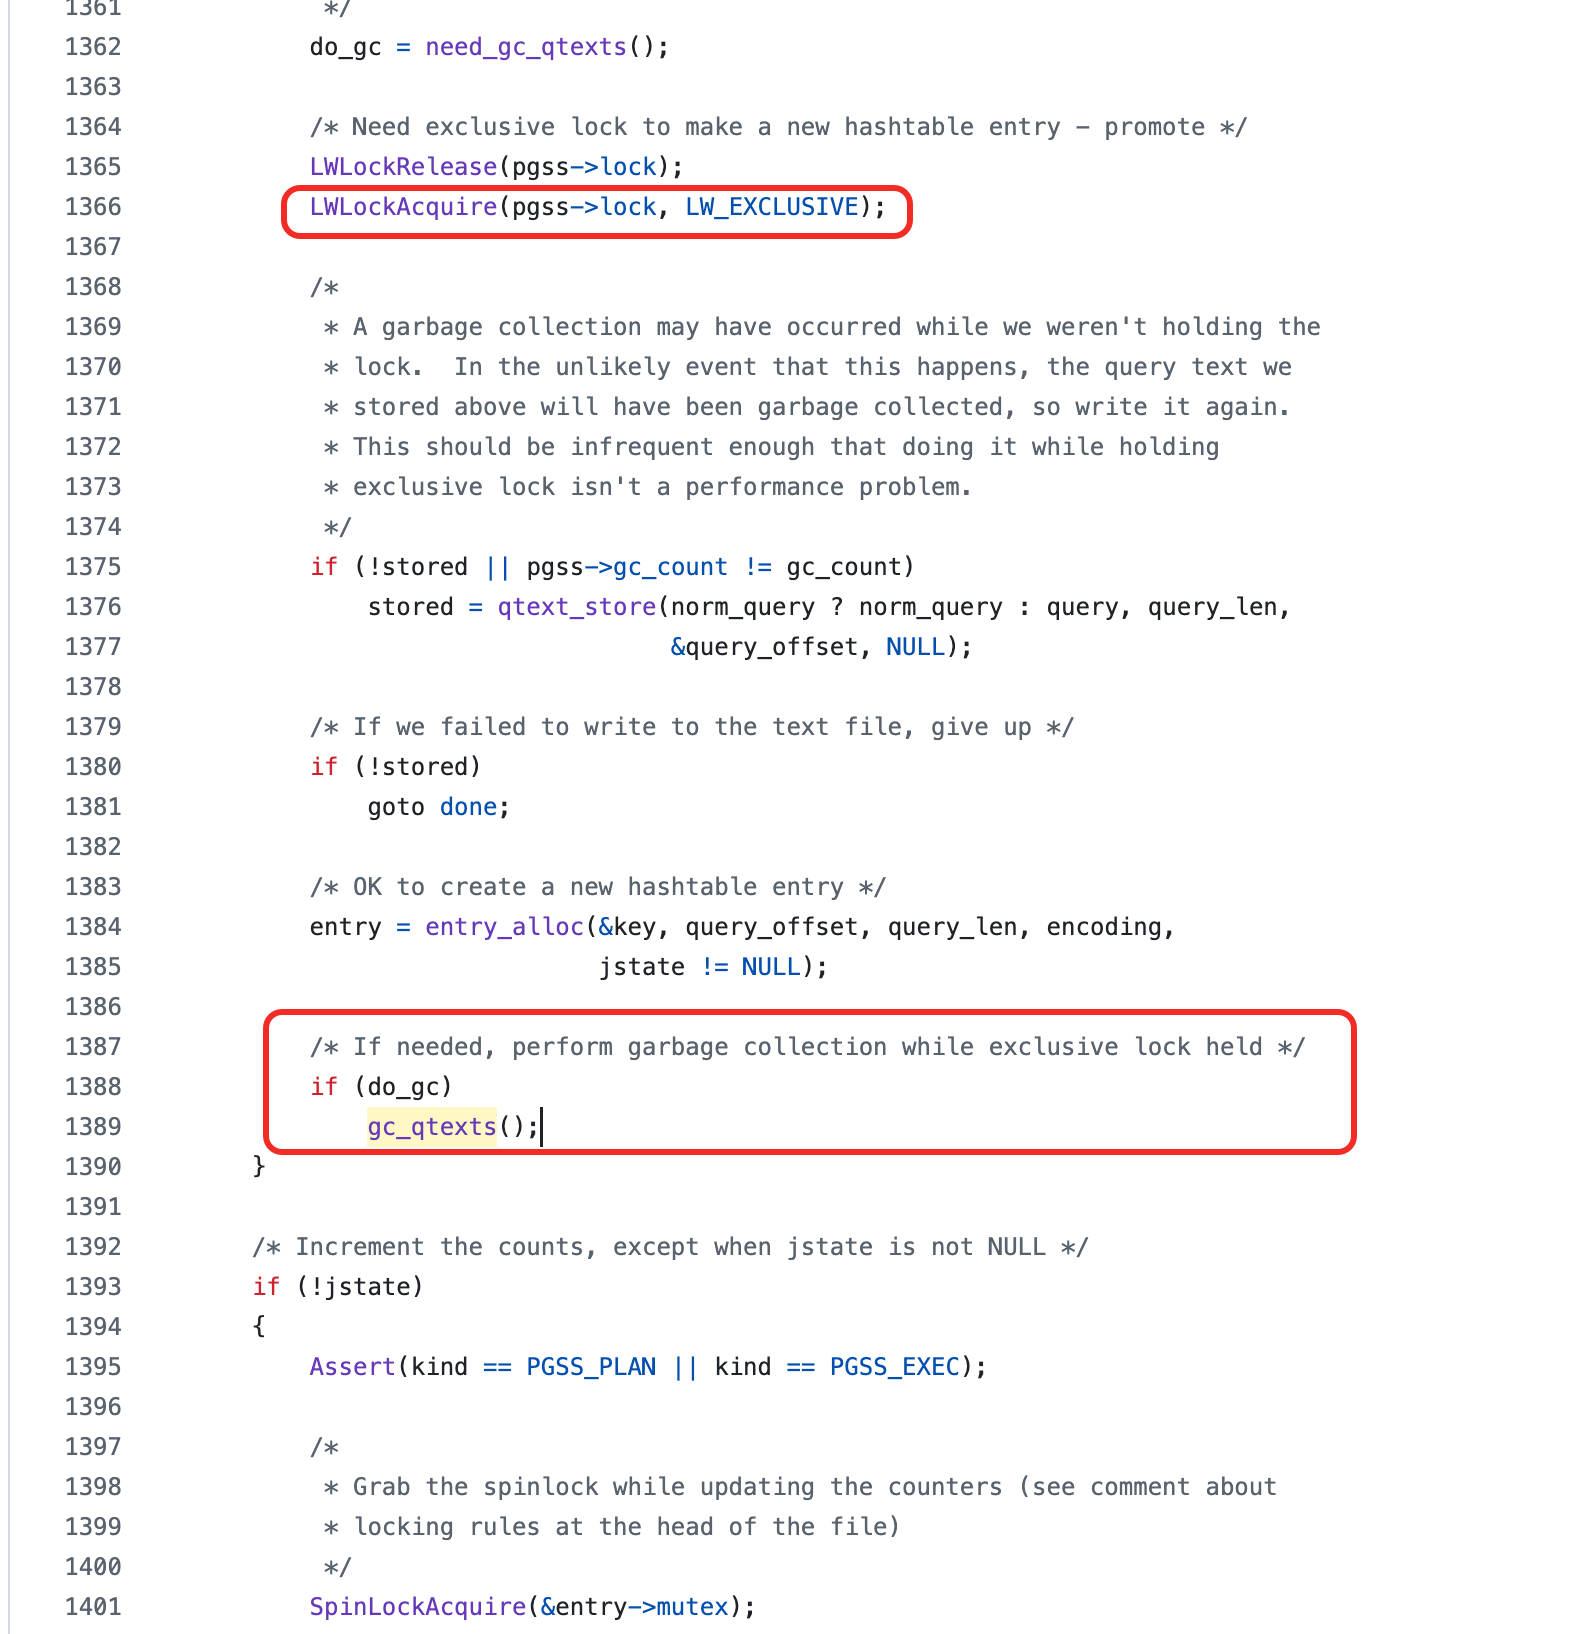 1361 */
1362 do_gc = need_gc_qtexts();
1363
1364 /* Need exclusive lock to make a new hashtable entry - promote */
1365 LWLockRelease(pgss->lock);
1366 LWLockAcquire(pgss->lock, LW_EXCLUSIVE);
1367
1368 /*
1369 * A garbage collection may have occurred while we weren't holding the
1370 * lock.  In the unlikely event that this happens, the query text we
1371 * stored above will have been garbage collected, so write it again.
1372 * This should be infrequent enough that doing it while holding
1373 * exclusive lock isn't a performance problem.
1374 */
1375 if (!stored || pgss->gc_count != gc_count)
1376 stored = qtext_store(norm_query ? norm_query : query, query_len,
1377 &query_offset, NULL);
1378
1379 /* If we failed to write to the text file, give up */
1380 if (!stored)
1381 goto done;
1382
1383 /* OK to create a new hashtable entry */
1384 entry = entry_alloc(&key, query_offset, query_len, encoding,
1385 jstate != NULL);
1386
1387 /* If needed, perform garbage collection while exclusive lock held */
1388 if (do_gc)
1389 gc_qtexts();
1390 }
1391
1392 /* Increment the counts, except when jstate is not NULL */
1393 if (!jstate)
1394 {
1395 Assert(kind == PGSS_PLAN || kind == PGSS_EXEC);
1396
1397 /*
1398 * Grab the spinlock while updating the counters (see comment about
1399 * locking rules at the head of the file)
1400 */
1401 SpinLockAcquire(&entry->mutex);